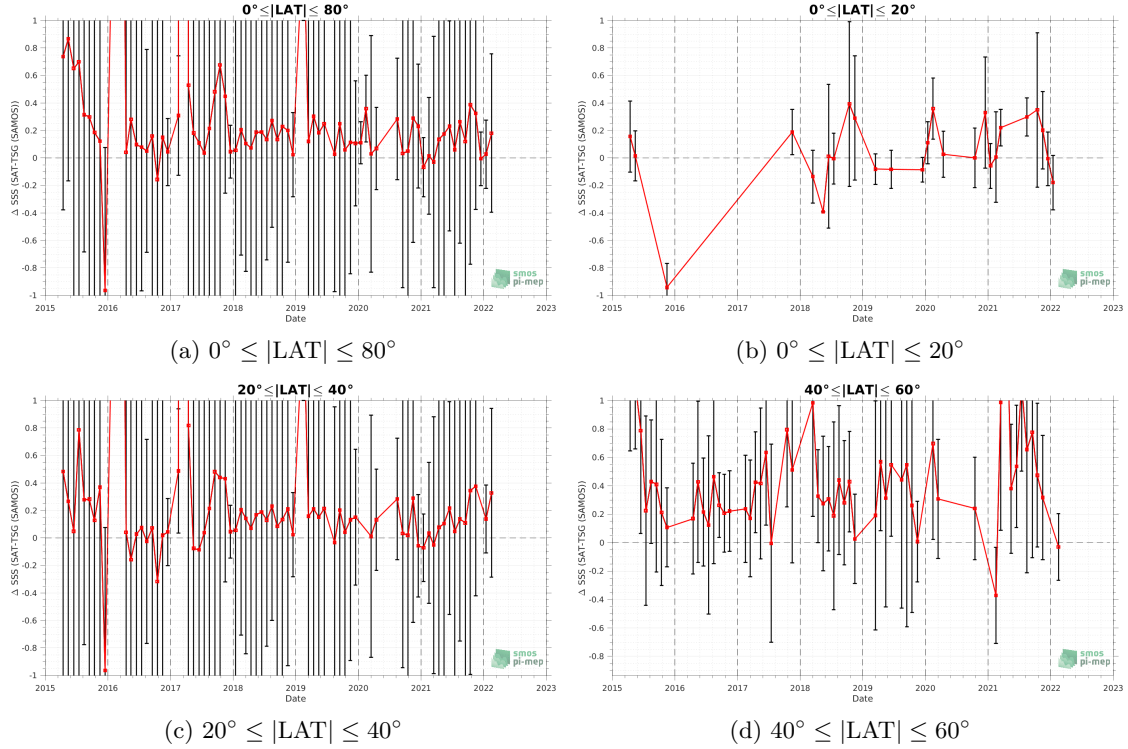 0°≤|LAT|≤ 80°
1
0.8
0.6
0.4
0.2
0
-0.2
-0.4
-0.6
-0.8
-1
Δ SSS (SAT-TSG (SAMOS))
2015 2016 2017 2018 2019 2020 2021 2022 2023
Date
smos
pi-mep
(a) 0° ≤ |LAT| ≤ 80°
0°≤|LAT|≤ 20°
1
0.8
0.6
0.4
0.2
0
-0.2
-0.4
-0.6
-0.8
-1
Δ SSS (SAT-TSG (SAMOS))
2015 2016 2017 2018 2019 2020 2021 2022 2023
Date
smos
pi-mep
(b) 0° ≤ |LAT| ≤ 20°
20°≤|LAT|≤ 40°
1
0.8
0.6
0.4
0.2
0
-0.2
-0.4
-0.6
-0.8
-1
Δ SSS (SAT-TSG (SAMOS))
2015 2016 2017 2018 2019 2020 2021 2022 2023
Date
smos
pi-mep
(c) 20° ≤ |LAT| ≤ 40°
40°≤|LAT|≤ 60°
1
0.8
0.6
0.4
0.2
0
-0.2
-0.4
-0.6
-0.8
Δ SSS (SAT-TSG (SAMOS))
2015 2016 2017 2018 2019 2020 2021 2022 2023
Date
smos
pi-mep
(d) 40° ≤ |LAT| ≤ 60°